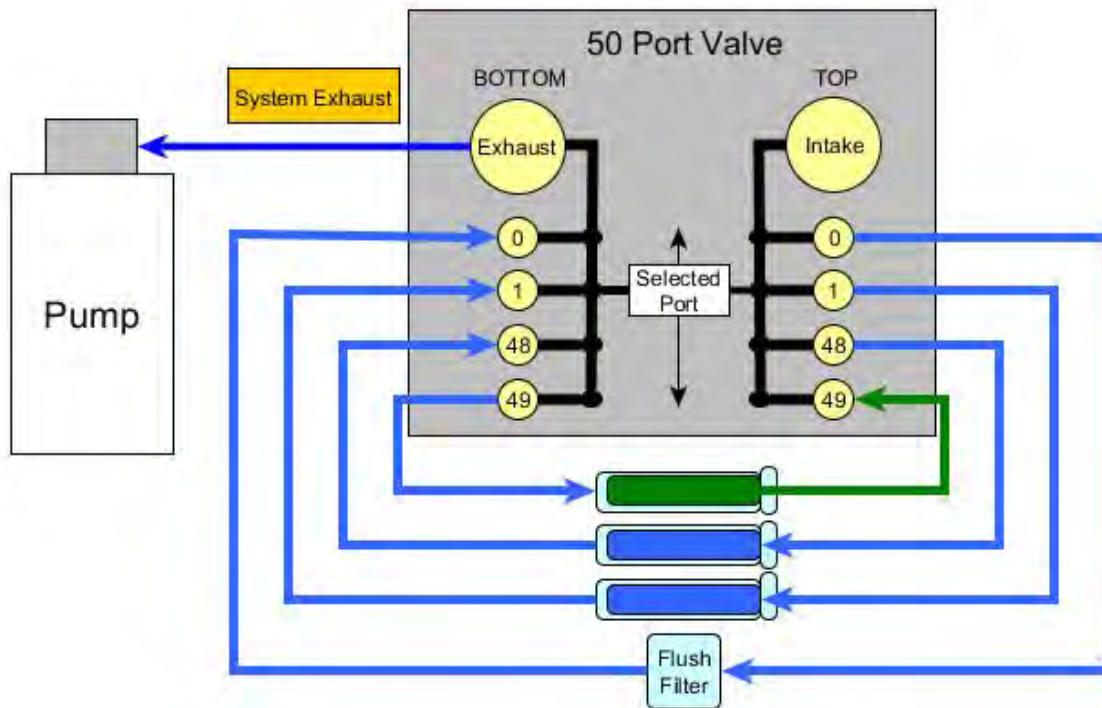 50 Port Valve
BOTTOM
TOP
System Exhaust
Exhaust
Intake
0
0
Selected
Port
1
1
Pump
48
48
49
49
Flush
Filter